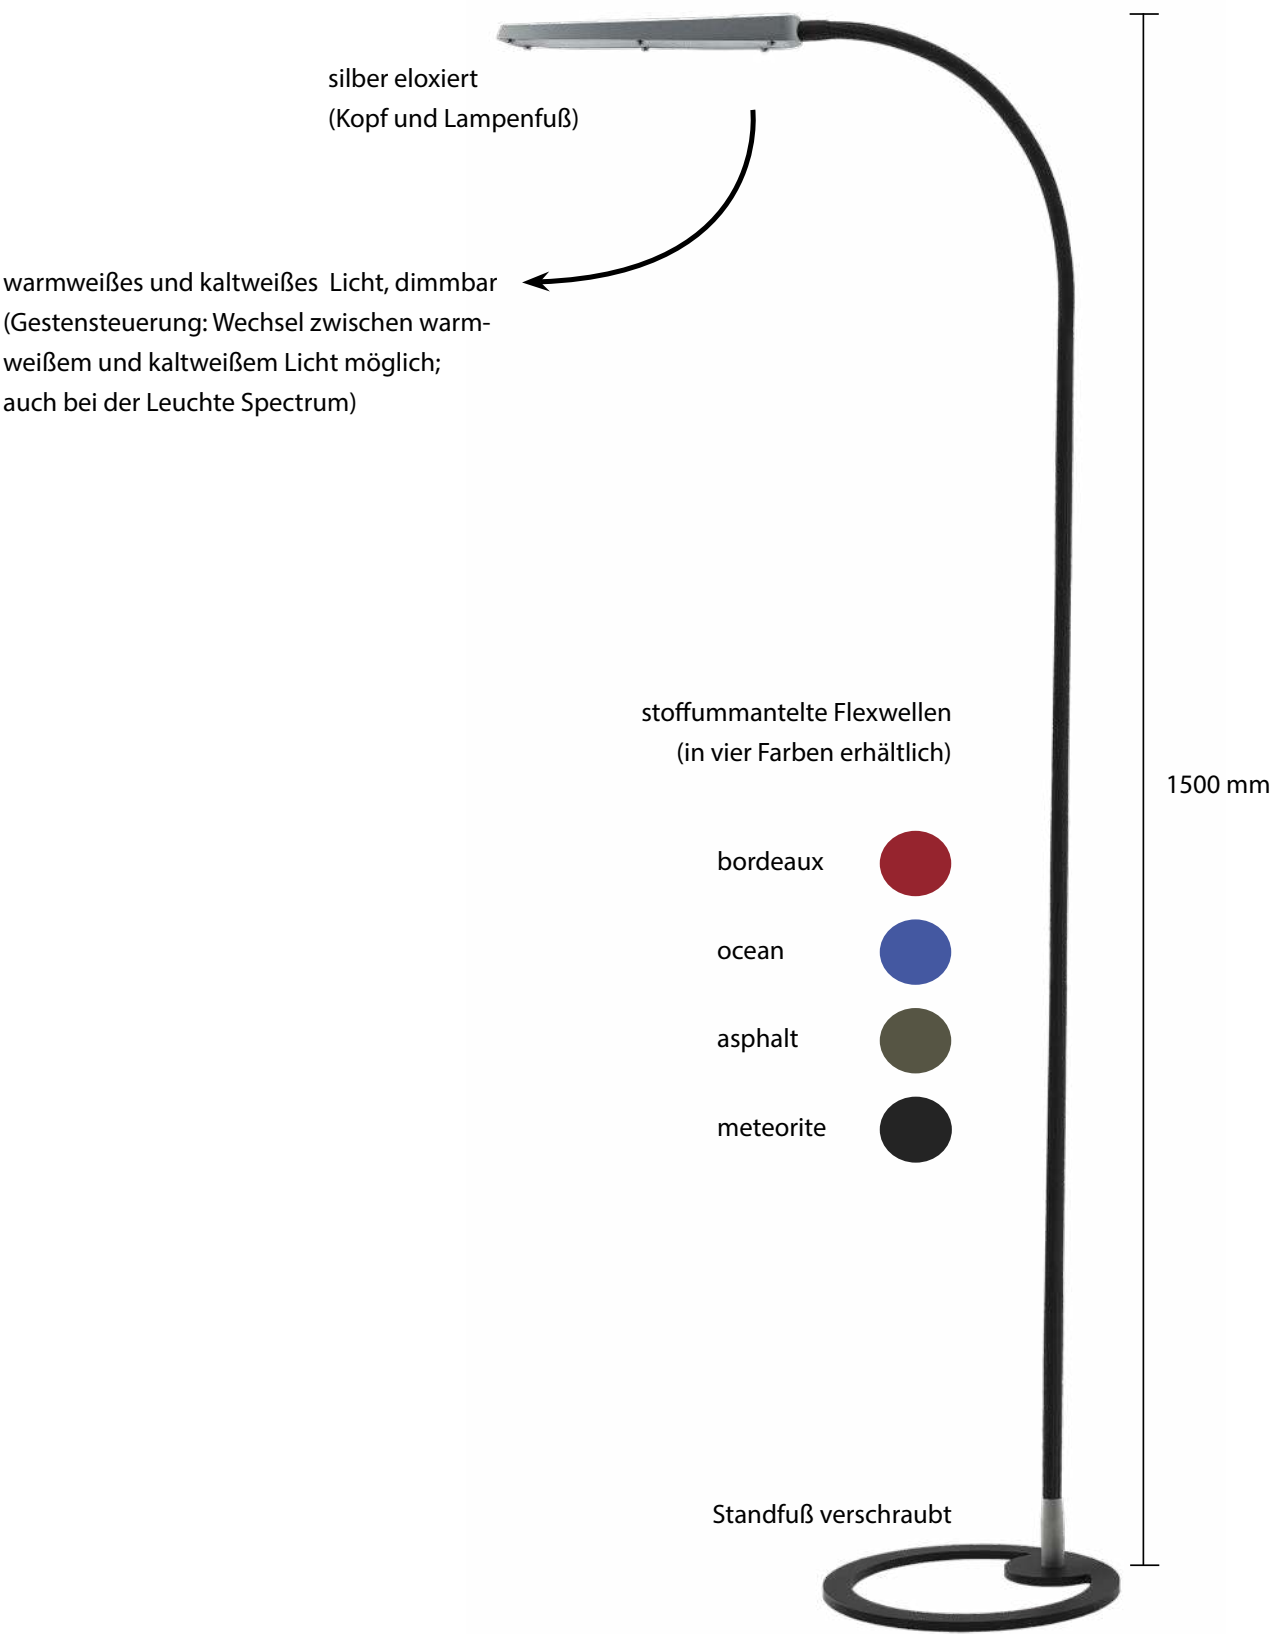 silber eloxiert
(Kopf und Lampenfuß)
warmweißes und kaltweißes Licht, dimmbar
(Gestensteuerung: Wechsel zwischen warm-
weißem und kaltweißem Licht möglich;
auch bei der Leuchte Spectrum)
stoffummantelte Flexwellen
(in vier Farben erhältlich)
1500 mm
bordeaux
ocean
asphalt
meteorite
Standfuß verschraubt